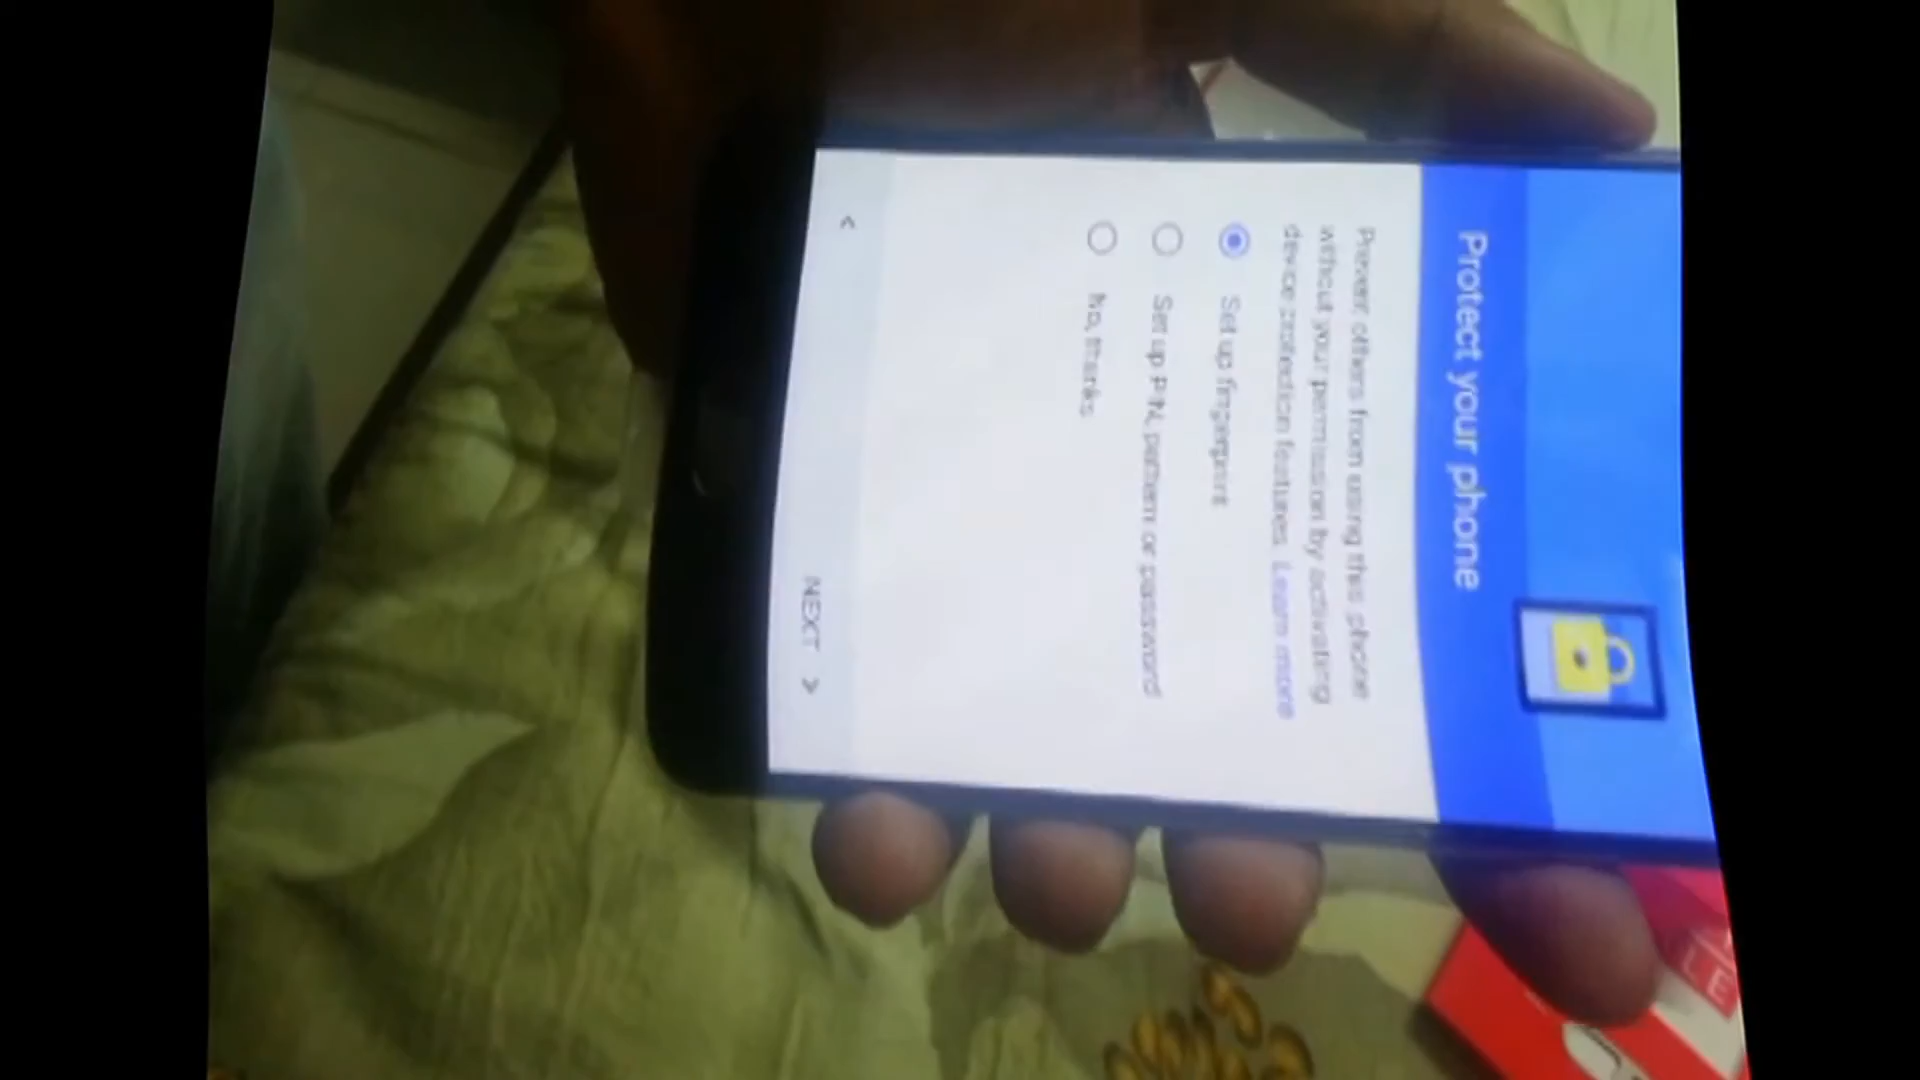 Protect your phone
Prevent others from using this phone
without your permission by activating
device protection features. Learn more
Set up fingerprint
Set up PIN, pattern or password
No, thanks
< NEXT >
LE